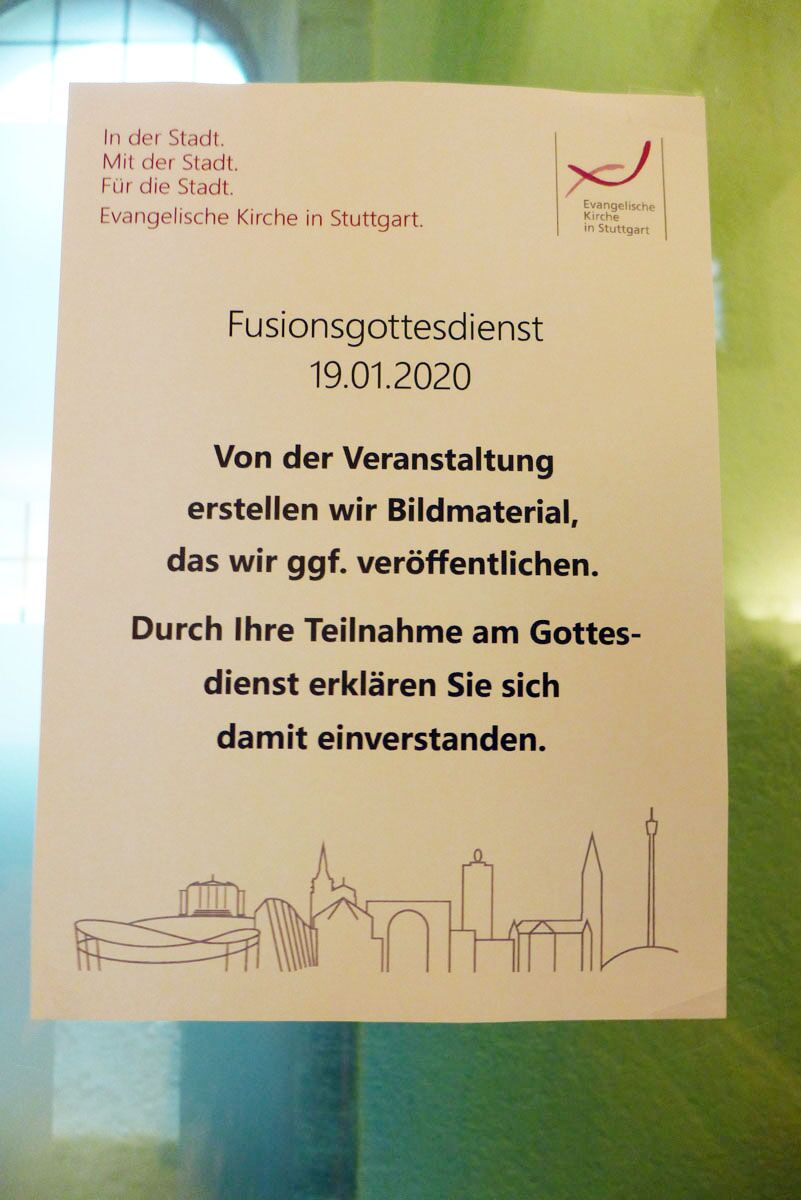 In der Stadt.
Mit der Stadt.
Für die Stadt.
Evangelische Kirche in Stuttgart.
Evangelische
Kirche
in Stuttgart
Fusionsgottesdienst
19.01.2020
Von der Veranstaltung
erstellen wir Bildmaterial,
das wir ggf. veröffentlichen.
Durch Ihre Teilnahme am Gottes-
dienst erklären Sie sich
damit einverstanden.